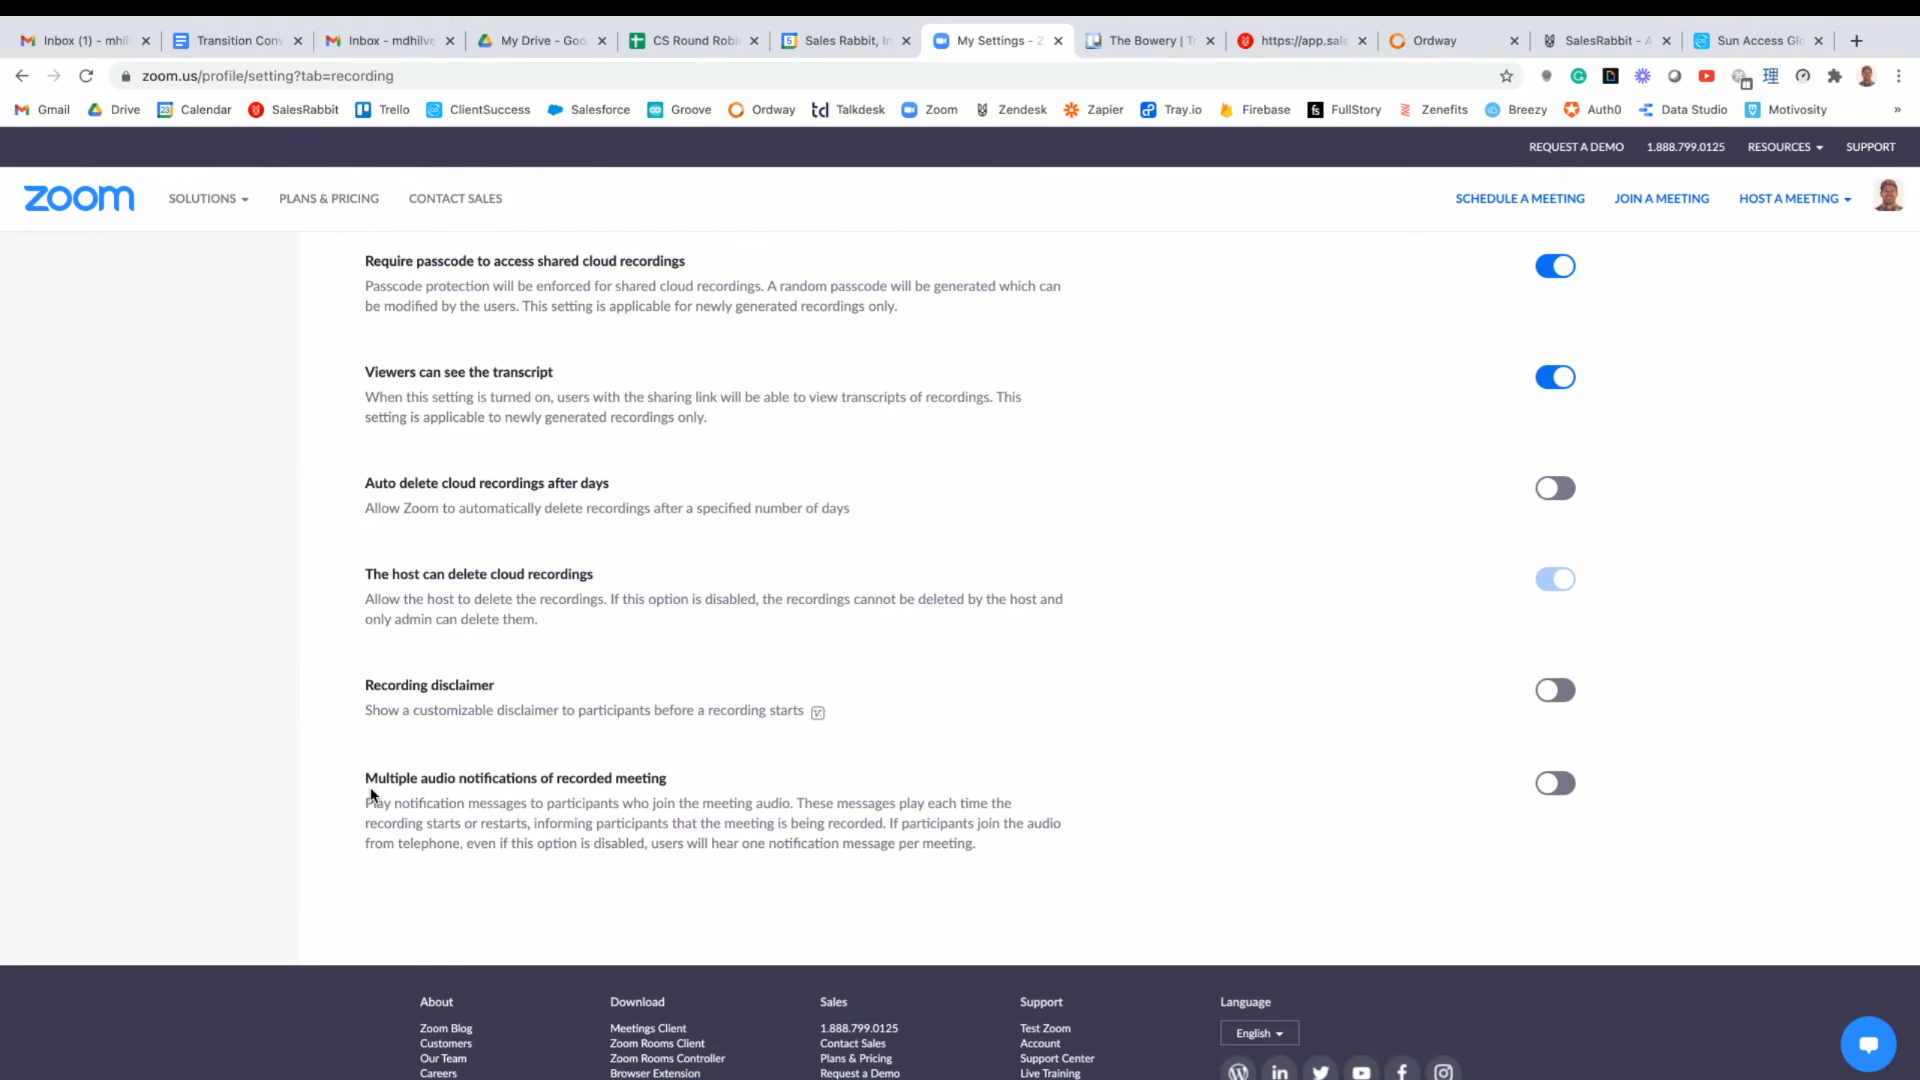 Inbox (1) - mhil
Transition Conv
Inbox - mdhilve
My Drive - Goo
CS Round Robi
Sales Rabbit, In
My Settings - Z
The Bowery | Tr
https://app.sale
Ordway
SalesRabbit - A
Sun Access Glo
zoom.us/profile/setting?tab=recording
Gmail
Drive
Calendar
SalesRabbit
Trello
ClientSuccess
Salesforce
Groove
Ordway
Talkdesk
Zoom
Zendesk
Zapier
Tray.io
Firebase
FullStory
Zenefits
Breezy
Auth0
Data Studio
Motivosity
»
REQUEST A DEMO
1.888.799.0125
RESOURCES
SUPPORT
zoom
SOLUTIONS
PLANS & PRICING
CONTACT SALES
SCHEDULE A MEETING
JOIN A MEETING
HOST A MEETING
Require passcode to access shared cloud recordings
Passcode protection will be enforced for shared cloud recordings. A random passcode will be generated which can
be modified by the users. This setting is applicable for newly generated recordings only.
Viewers can see the transcript
When this setting is turned on, users with the sharing link will be able to view transcripts of recordings. This
setting is applicable to newly generated recordings only.
Auto delete cloud recordings after days
Allow Zoom to automatically delete recordings after a specified number of days
The host can delete cloud recordings
Allow the host to delete the recordings. If this option is disabled, the recordings cannot be deleted by the host and
only admin can delete them.
Recording disclaimer
Show a customizable disclaimer to participants before a recording starts
Multiple audio notifications of recorded meeting
Play notification messages to participants who join the meeting audio. These messages play each time the
recording starts or restarts, informing participants that the meeting is being recorded. If participants join the audio
from telephone, even if this option is disabled, users will hear one notification message per meeting.
About
Zoom Blog
Customers
Our Team
Careers
Download
Meetings Client
Zoom Rooms Client
Zoom Rooms Controller
Browser Extension
Sales
1.888.799.0125
Contact Sales
Plans & Pricing
Request a Demo
Support
Test Zoom
Account
Support Center
Live Training
Language
English